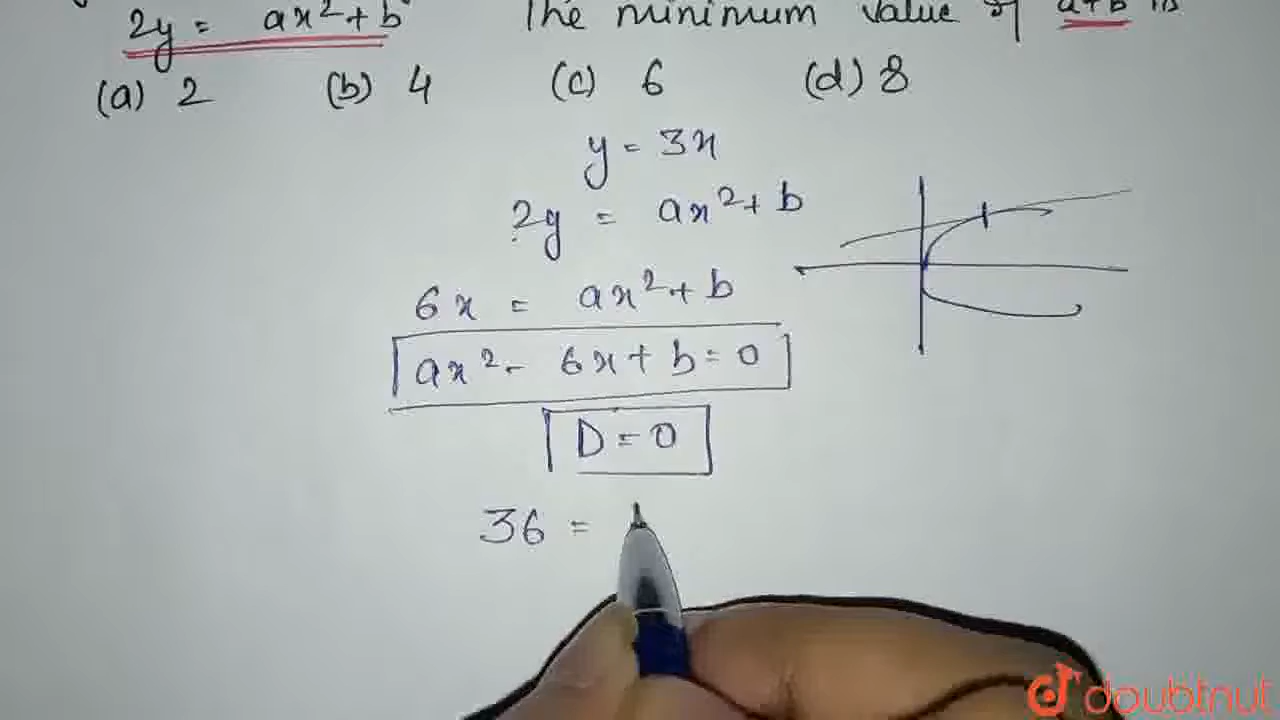 2y = ax²+b The minimum value of a+b is
(a) 2 (b) 4 (c) 6 (d) 8
y = 3x
2y = ax²+b
6x = ax²+b
ax²- 6x+b=0
D=0
36 =
doubtnut